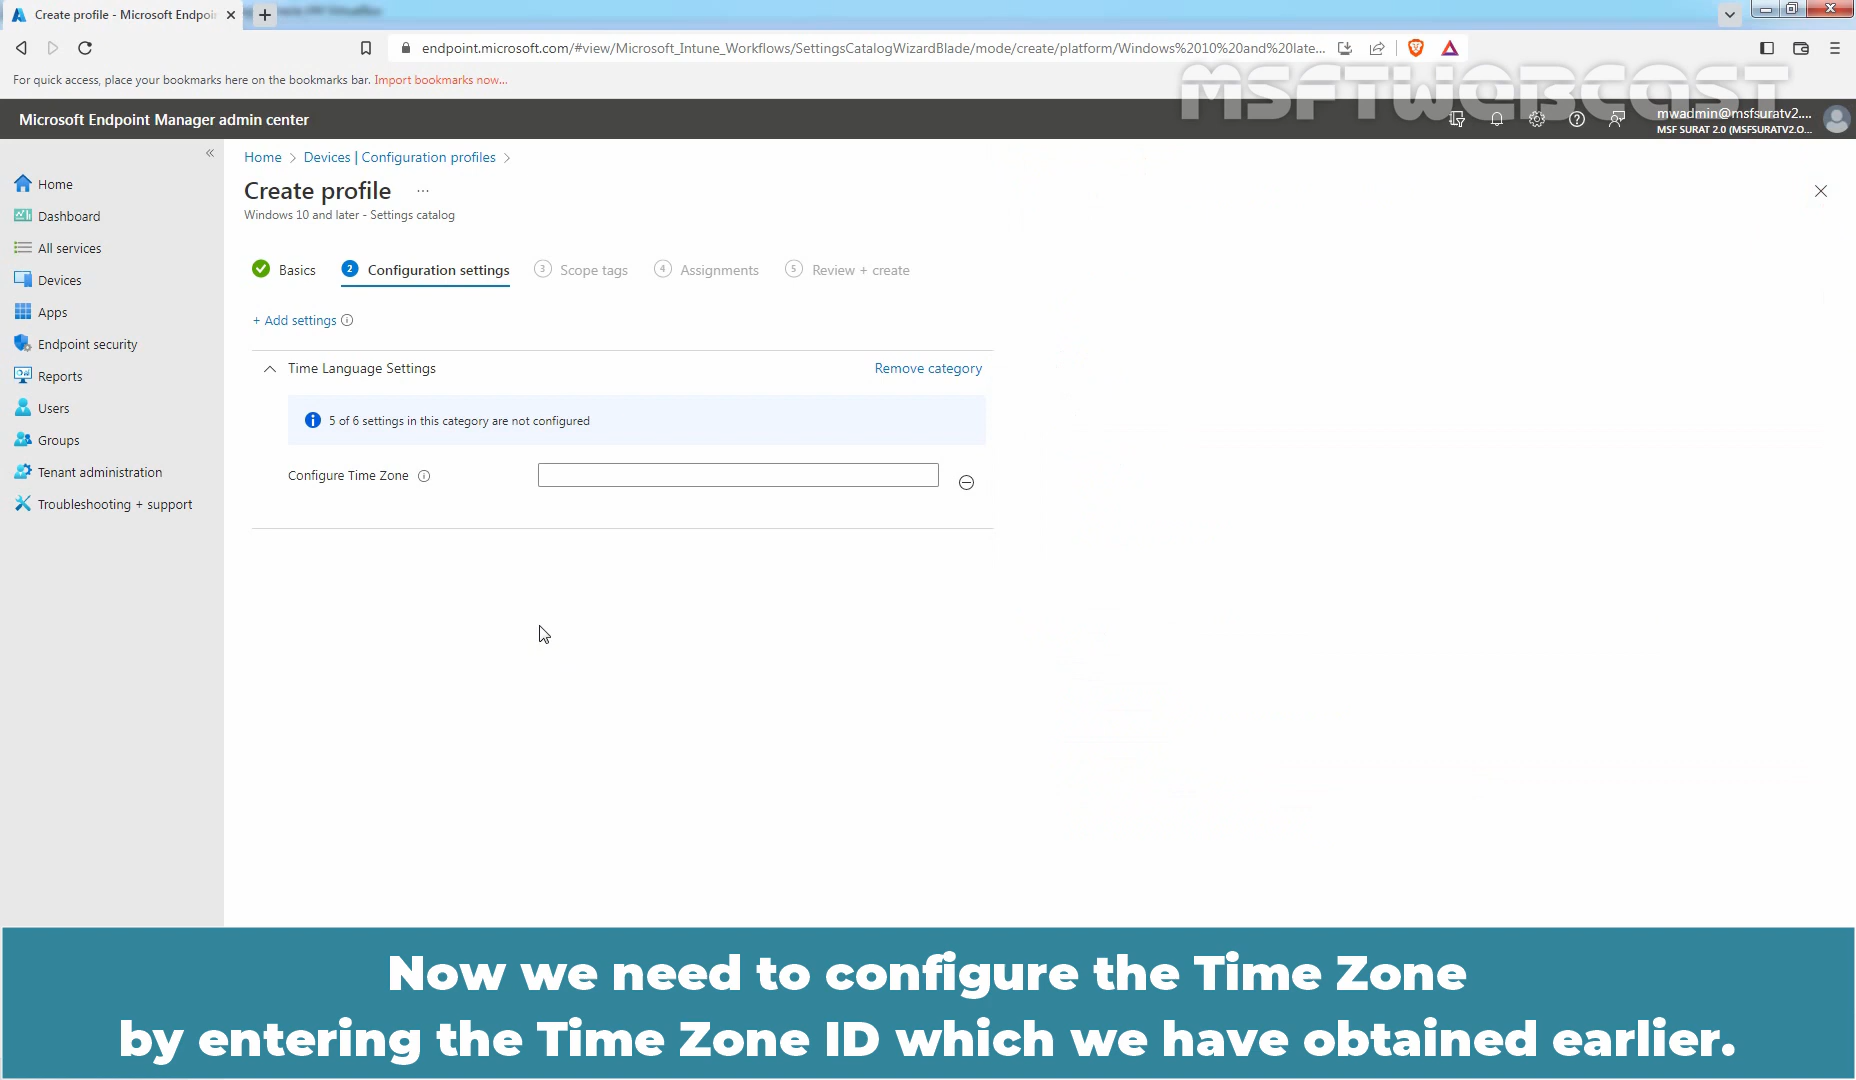 Create profile - Microsoft Endpoi
endpoint.microsoft.com/#view/Microsoft_Intune_Workflows/SettingsCatalogWizardBlade/mode/create/platform/Windows%2010%20and%20late...
For quick access, place your bookmarks here on the bookmarks bar. Import bookmarks now...
MSFTWEBCAST
Microsoft Endpoint Manager admin center
mwadmin@msfsuratv2....
MSF SURAT 2.0 (MSFSURATV2.O...
Home
Dashboard
All services
Devices
Apps
Endpoint security
Reports
Users
Groups
Tenant administration
Troubleshooting + support
Home > Devices | Configuration profiles >
Create profile ...
Windows 10 and later - Settings catalog
Basics 2 Configuration settings 3 Scope tags 4 Assignments 5 Review + create
+ Add settings
Time Language Settings Remove category
5 of 6 settings in this category are not configured
Configure Time Zone
Now we need to configure the Time Zone
by entering the Time Zone ID which we have obtained earlier.